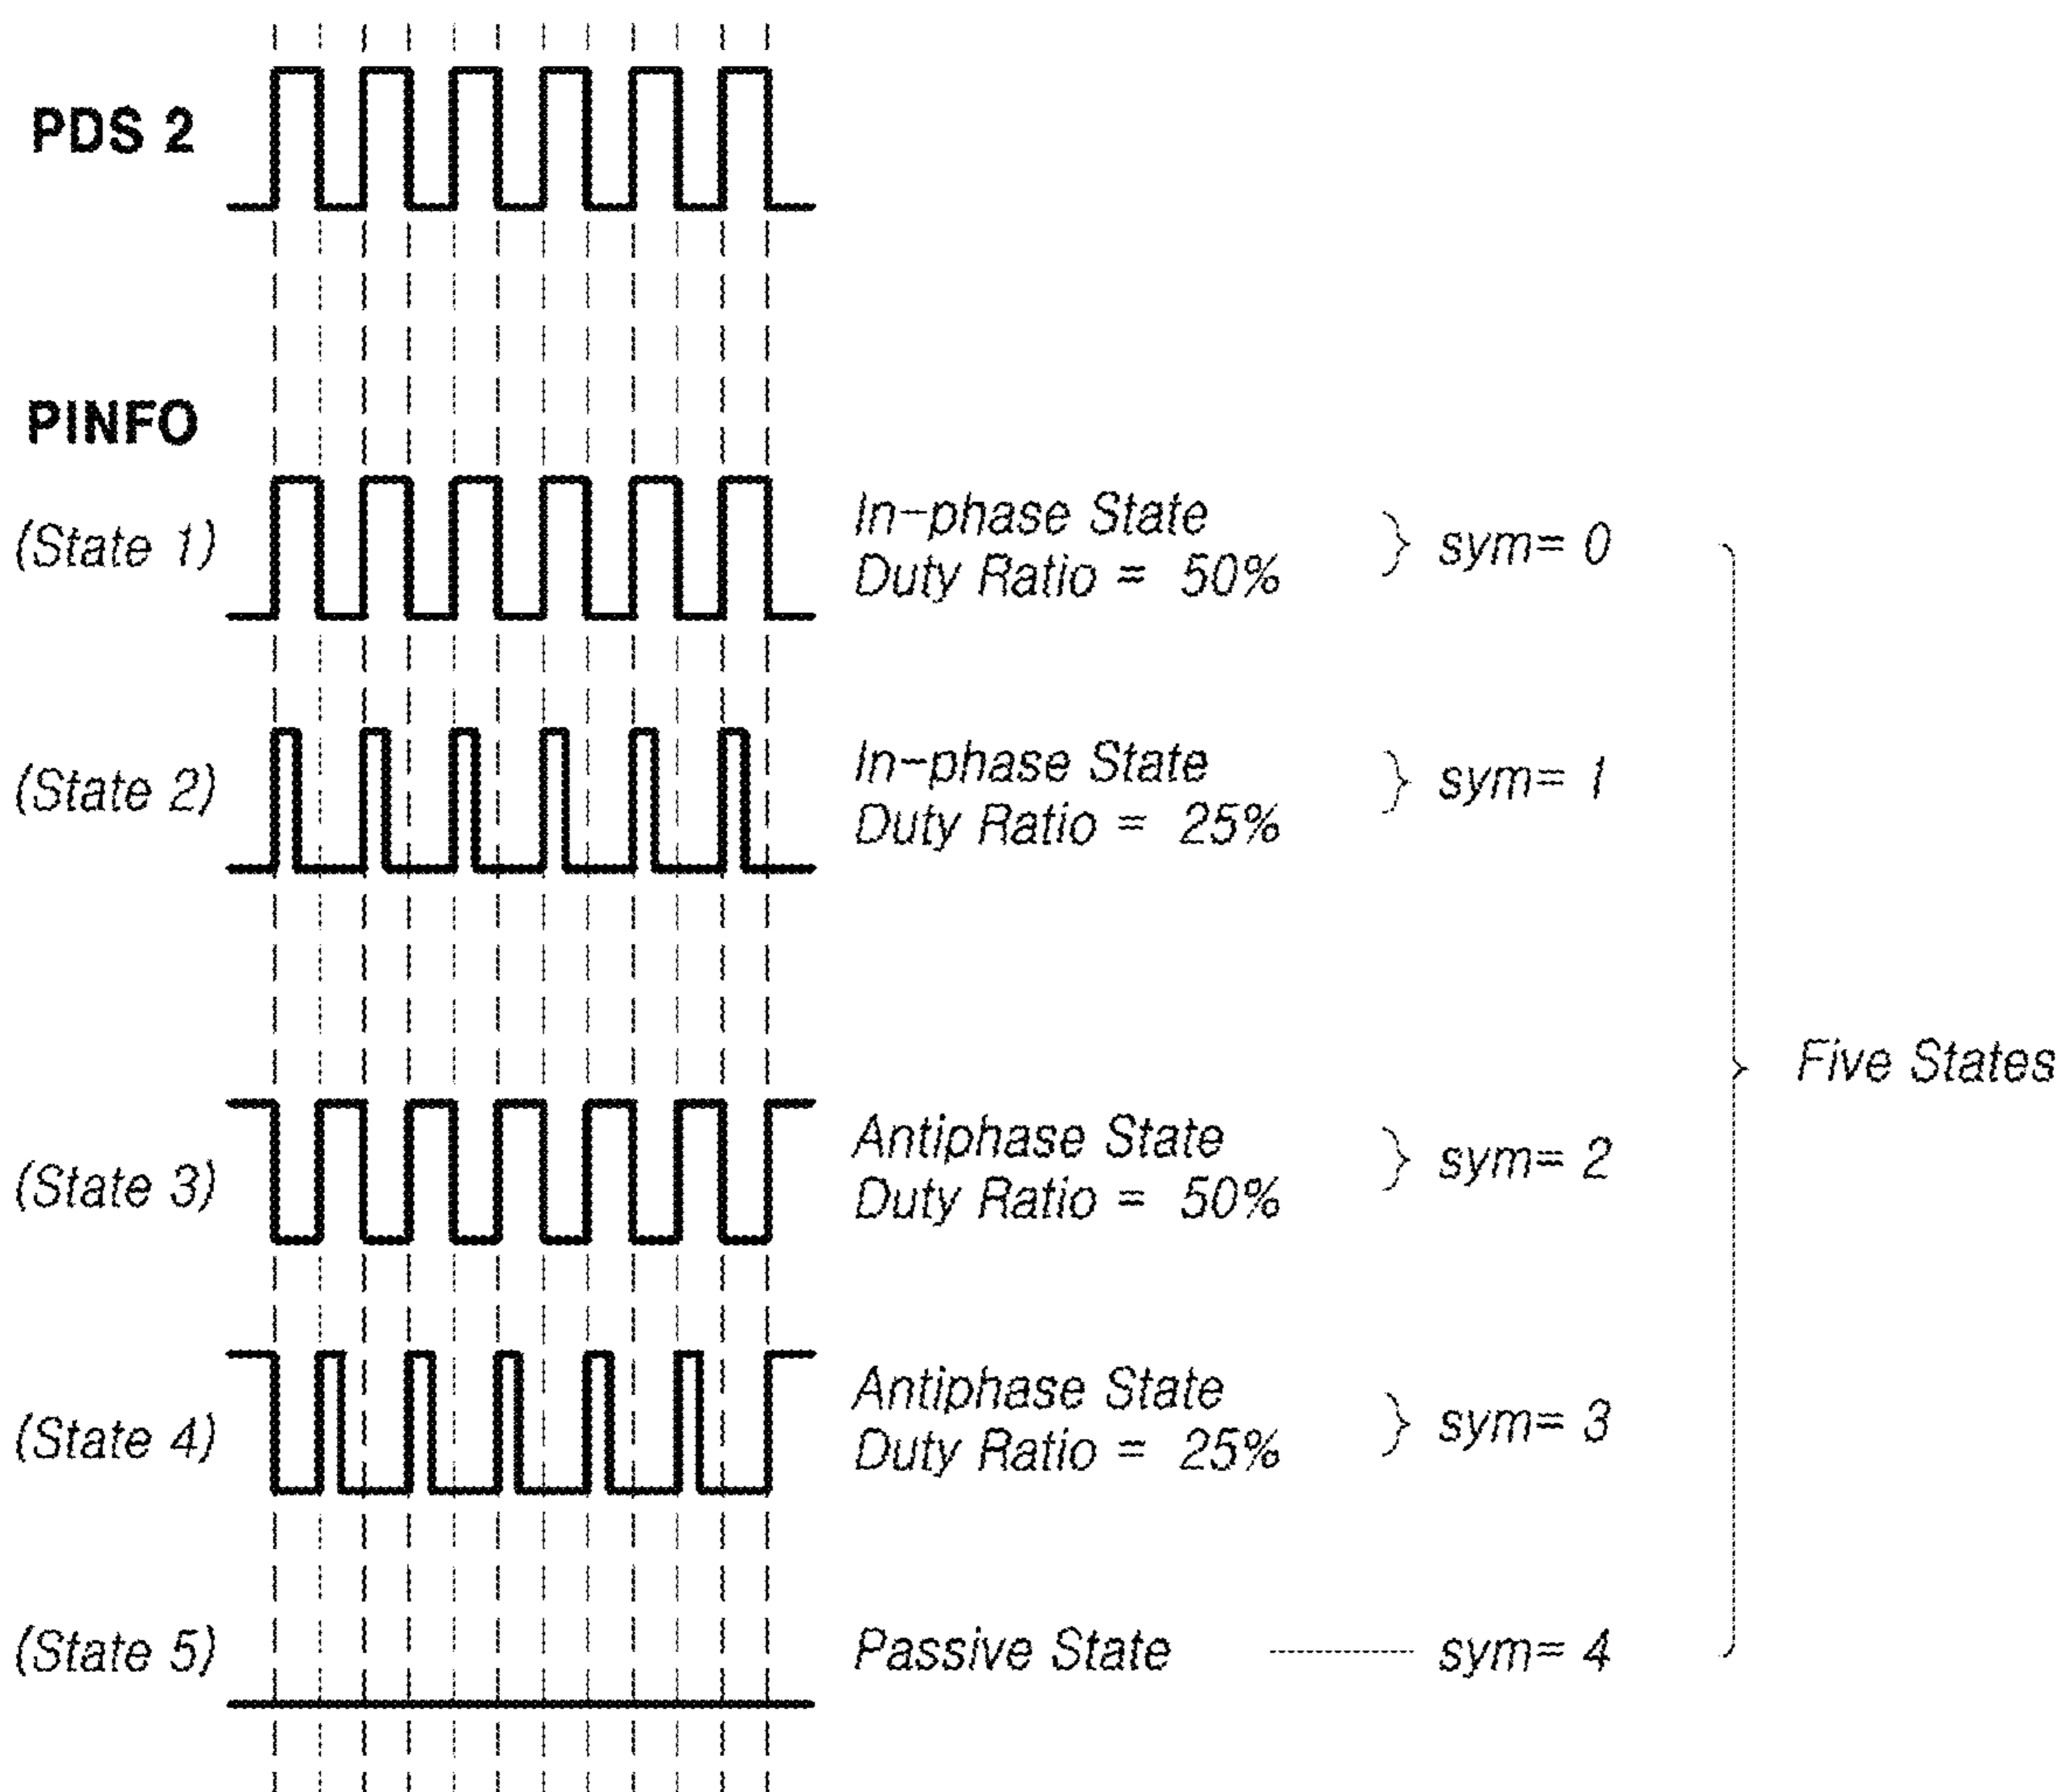 PDS 2
PINFO
(State 1)
In-phase State
Duty Ratio = 50%
sym= 0
(State 2)
In-phase State
Duty Ratio = 25%
sym= 1
Five States
(State 3)
Antiphase State
Duty Ratio = 50%
sym= 2
(State 4)
Antiphase State
Duty Ratio = 25%
sym= 3
(State 5)
Passive State
sym= 4